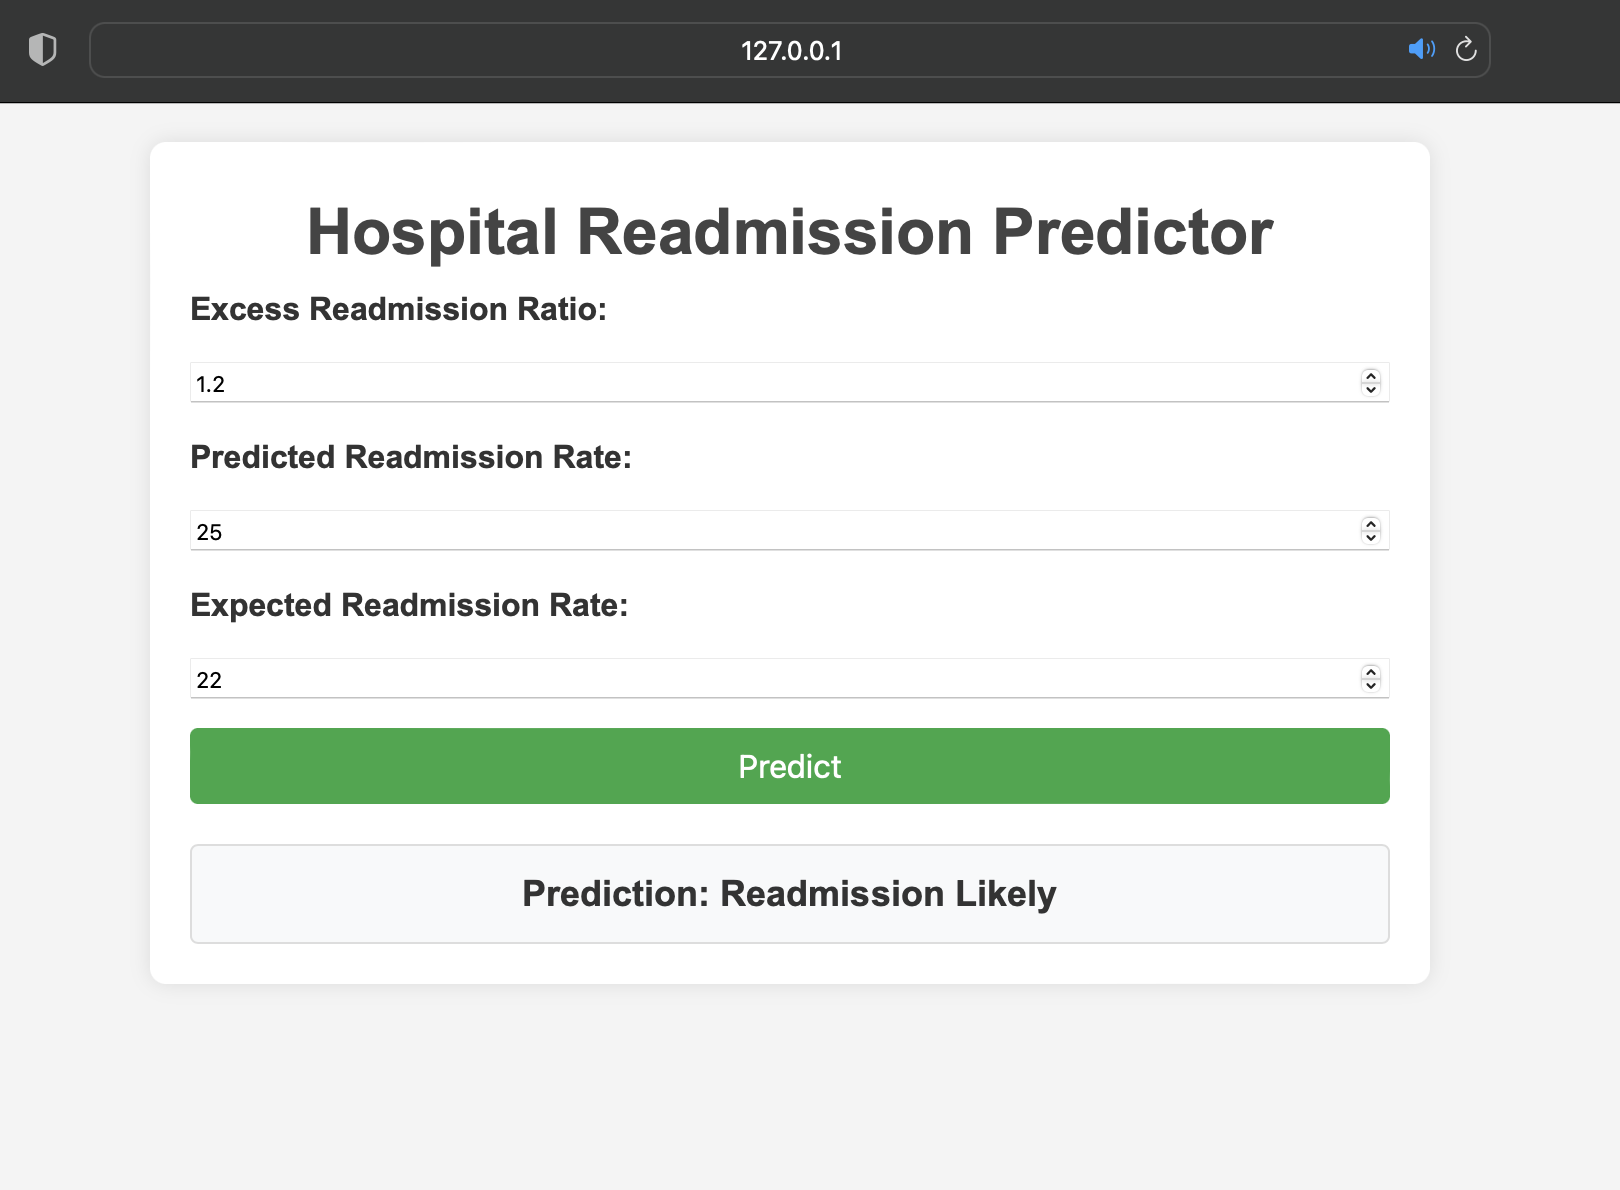 127.0.0.1
Hospital Readmission Predictor
Excess Readmission Ratio:
1.2
Predicted Readmission Rate:
25
Expected Readmission Rate:
22
Predict
Prediction: Readmission Likely